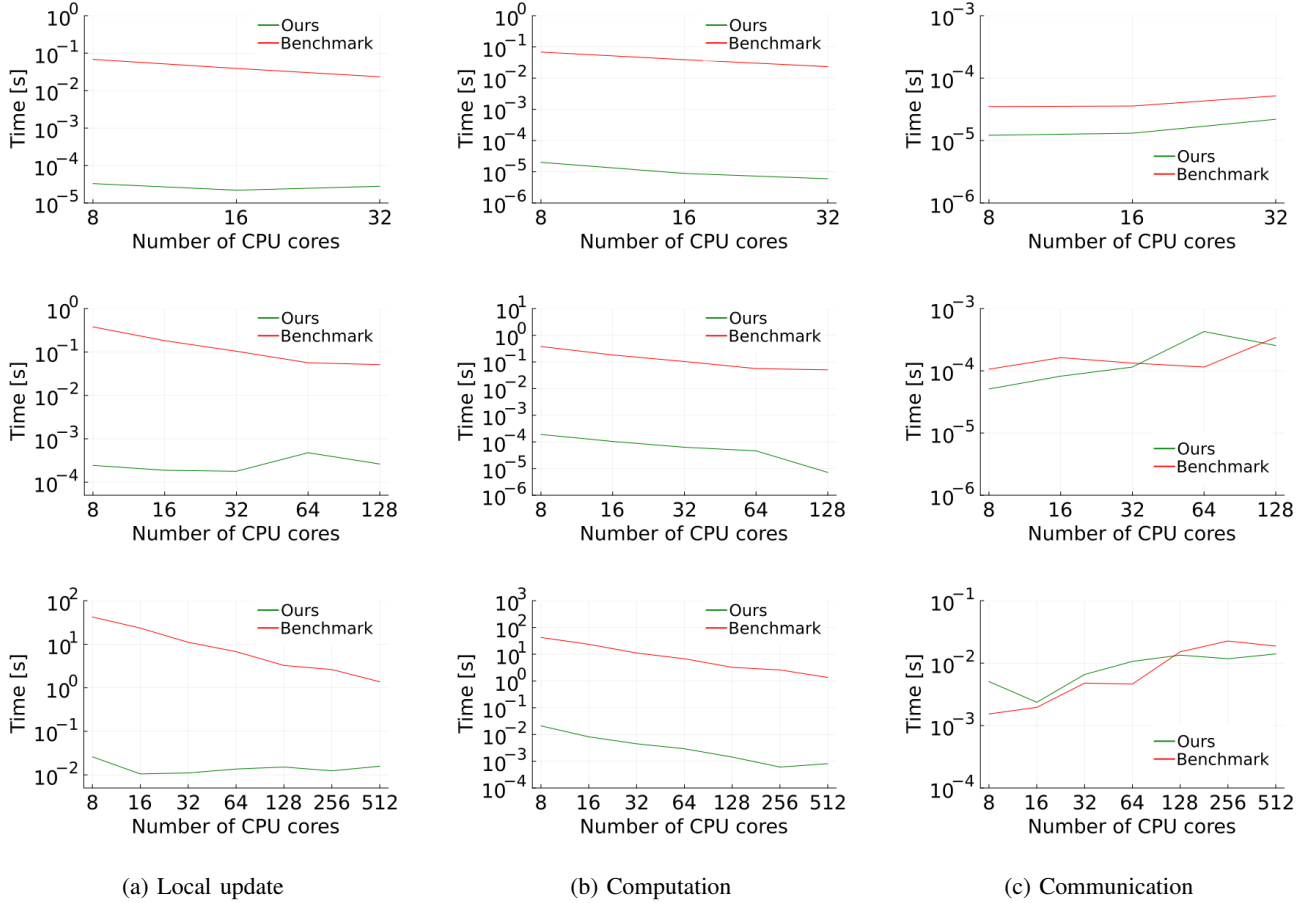 10^0
10^-1
10^-2
10^-3
10^-4
10^-5
Time [s]
8 16 32
Number of CPU cores
Ours
Benchmark
10^0
10^-1
10^-2
10^-3
10^-4
10^-5
10^-6
Time [s]
8 16 32
Number of CPU cores
Ours
Benchmark
10^-3
10^-4
10^-5
10^-6
Time [s]
8 16 32
Number of CPU cores
Ours
Benchmark
10^0
10^-1
10^-2
10^-3
10^-4
Time [s]
8 16 32 64 128
Number of CPU cores
Ours
Benchmark
10^1
10^0
10^-1
10^-2
10^-3
10^-4
10^-5
10^-6
Time [s]
8 16 32 64 128
Number of CPU cores
Ours
Benchmark
10^-3
10^-4
10^-5
10^-6
Time [s]
8 16 32 64 128
Number of CPU cores
Ours
Benchmark
10^2
10^1
10^0
10^-1
10^-2
Time [s]
8 16 32 64 128 256 512
Number of CPU cores
Ours
Benchmark
10^3
10^2
10^1
10^0
10^-1
10^-2
10^-3
10^-4
Time [s]
8 16 32 64 128 256 512
Number of CPU cores
Ours
Benchmark
10^-1
10^-2
10^-3
10^-4
Time [s]
8 16 32 64 128 256 512
Number of CPU cores
Ours
Benchmark
(a) Local update
(b) Computation
(c) Communication